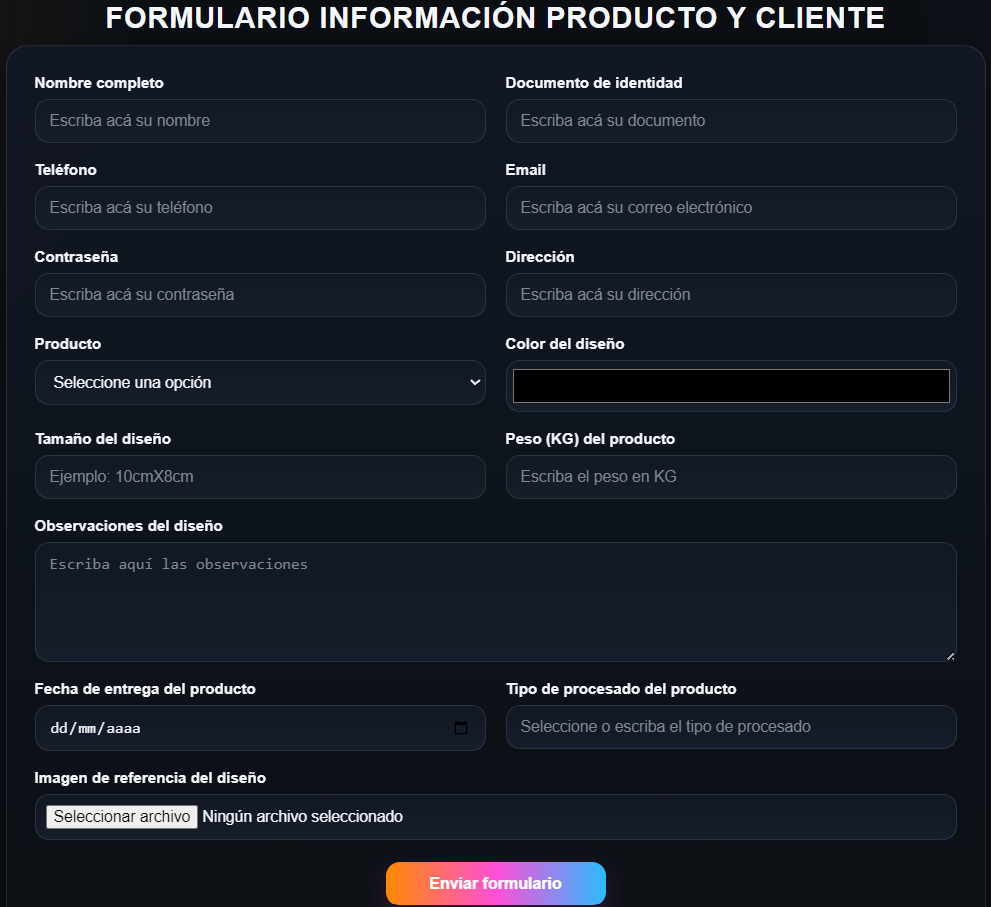 FORMULARIO INFORMACIÓN PRODUCTO Y CLIENTE
Nombre completo
Escriba acá su nombre
Documento de identidad
Escriba acá su documento
Teléfono
Escriba acá su teléfono
Email
Escriba acá su correo electrónico
Contraseña
Escriba acá su contraseña
Dirección
Escriba acá su dirección
Producto
Seleccione una opción
Color del diseño
Tamaño del diseño
Ejemplo: 10cmX8cm
Peso (KG) del producto
Escriba el peso en KG
Observaciones del diseño
Escriba aquí las observaciones
Fecha de entrega del producto
dd/mm/aaaa
Tipo de procesado del producto
Seleccione o escriba el tipo de procesado
Imagen de referencia del diseño
Seleccionar archivo Ningún archivo seleccionado
Enviar formulario